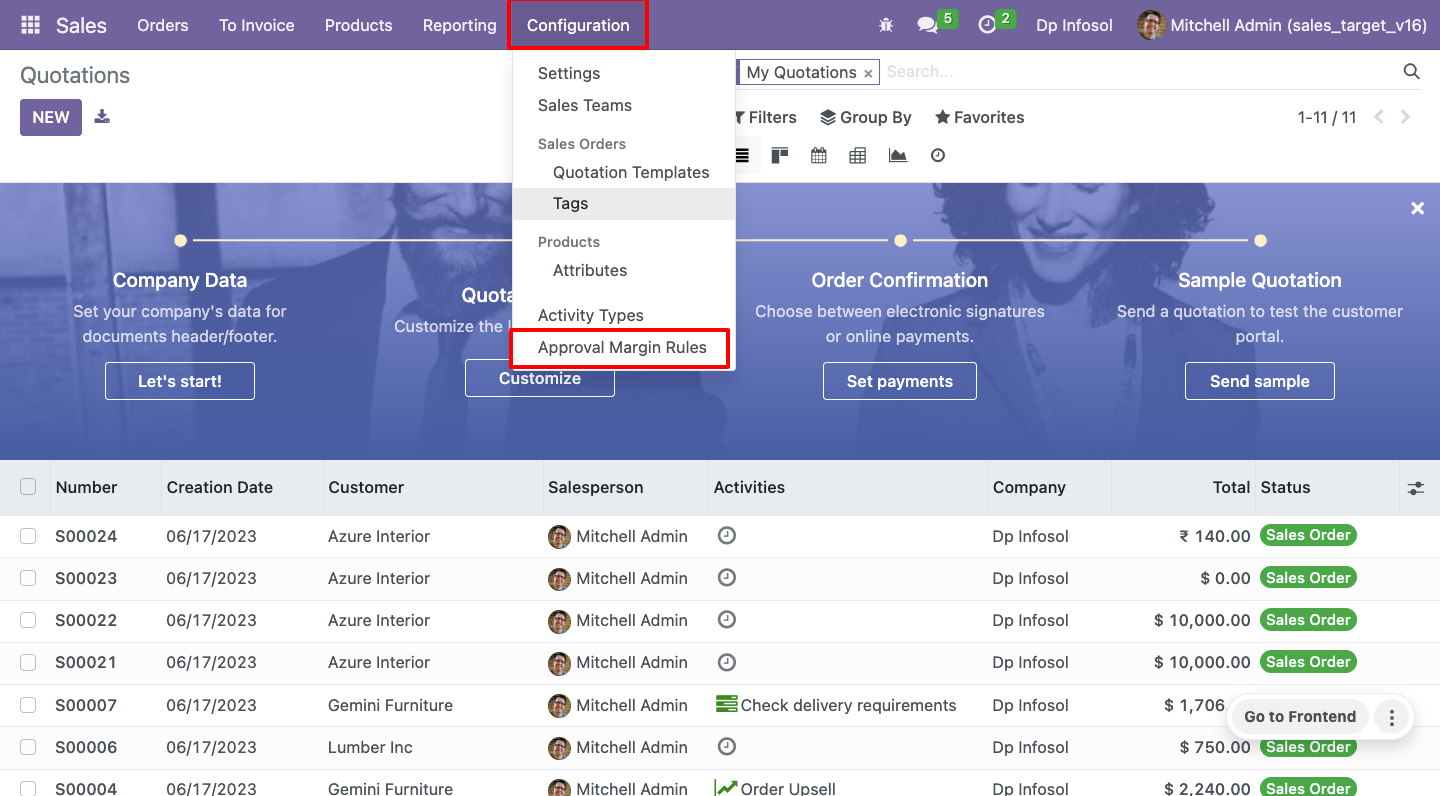 Sales Orders To Invoice Products Reporting Configuration 5 2 Dp Infosol Mitchell Admin (sales_target_v16)
Quotations
NEW
Settings
Sales Teams
Sales Orders
Quotation Templates
Tags
Products
Attributes
Activity Types
Approval Margin Rules
My Quotations × Search...
Filters Group By Favorites 1-11 / 11
Company Data
Set your company's data for
documents header/footer.
Let's start!
Customize the
Customize
Order Confirmation
Choose between electronic signatures
or online payments.
Set payments
Sample Quotation
Send a quotation to test the customer
portal.
Send sample
Number Creation Date Customer Salesperson Activities Company Total Status
S00024 06/17/2023 Azure Interior Mitchell Admin Dp Infosol ₹ 140.00 Sales Order
S00023 06/17/2023 Azure Interior Mitchell Admin Dp Infosol $ 0.00 Sales Order
S00022 06/17/2023 Azure Interior Mitchell Admin Dp Infosol $ 10,000.00 Sales Order
S00021 06/17/2023 Azure Interior Mitchell Admin Dp Infosol $ 10,000.00 Sales Order
S00007 06/17/2023 Gemini Furniture Mitchell Admin Check delivery requirements Dp Infosol $ 1,706.
Go to Frontend
S00006 06/17/2023 Lumber Inc Mitchell Admin Dp Infosol $ 750.00 Sales Order
S00004 06/17/2023 Gemini Furniture Mitchell Admin Order Upsell Dp Infosol $ 2,240.00 Sales Order